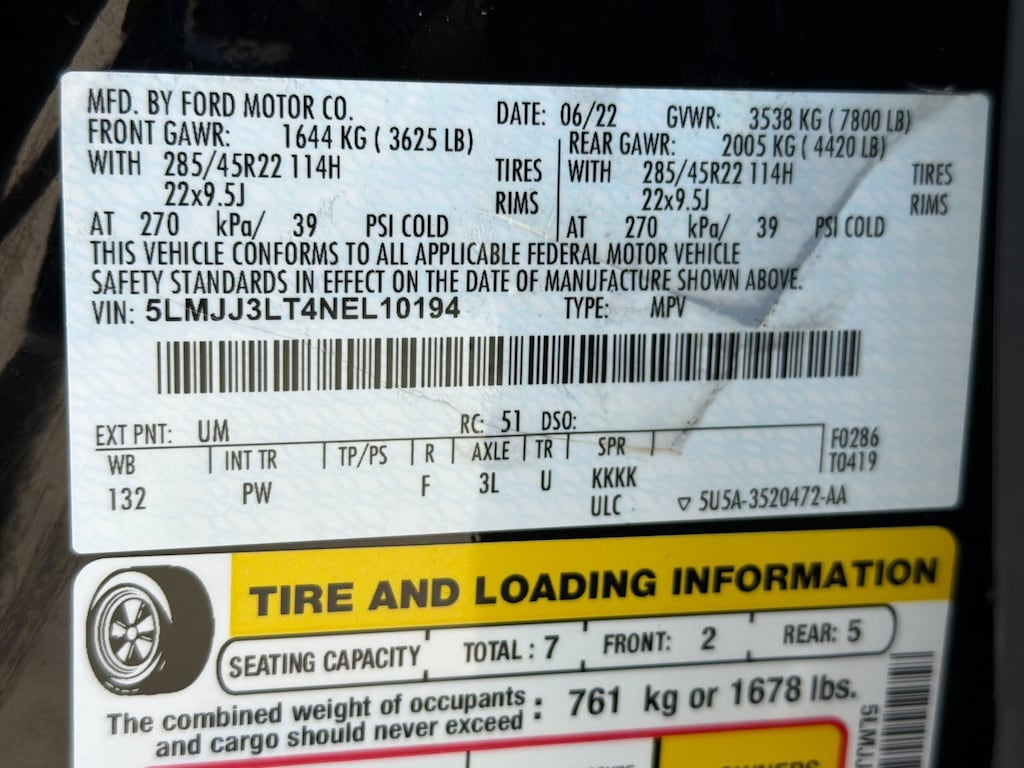 MFD. BY FORD MOTOR CO. DATE: 06/22 GVWR: 3538 KG ( 7800 LB)
FRONT GAWR: 1644 KG ( 3625 LB) REAR GAWR: 2005 KG ( 4420 LB)
WITH 285/45R22 114H TIRES WITH 285/45R22 114H TIRES
22x9.5J RIMS 22x9.5J RIMS
AT 270 kPa/ 39 PSI COLD AT 270 kPa/ 39 PSI COLD
THIS VEHICLE CONFORMS TO ALL APPLICABLE FEDERAL MOTOR VEHICLE
SAFETY STANDARDS IN EFFECT ON THE DATE OF MANUFACTURE SHOWN ABOVE.
VIN: 5LMJJ3LT4NEL10194 TYPE: MPV
EXT PNT: UM RC: 51 DSO:
WB INT TR TP/PS R AXLE TR SPR F0286
T0419
132 PW F 3L U KKKK
ULC ▽ 5U5A-3520472-AA
TIRE AND LOADING INFORMATION
SEATING CAPACITY TOTAL : 7 FRONT: 2 REAR: 5
The combined weight of occupants
and cargo should never exceed : 761 kg or 1678 lbs.